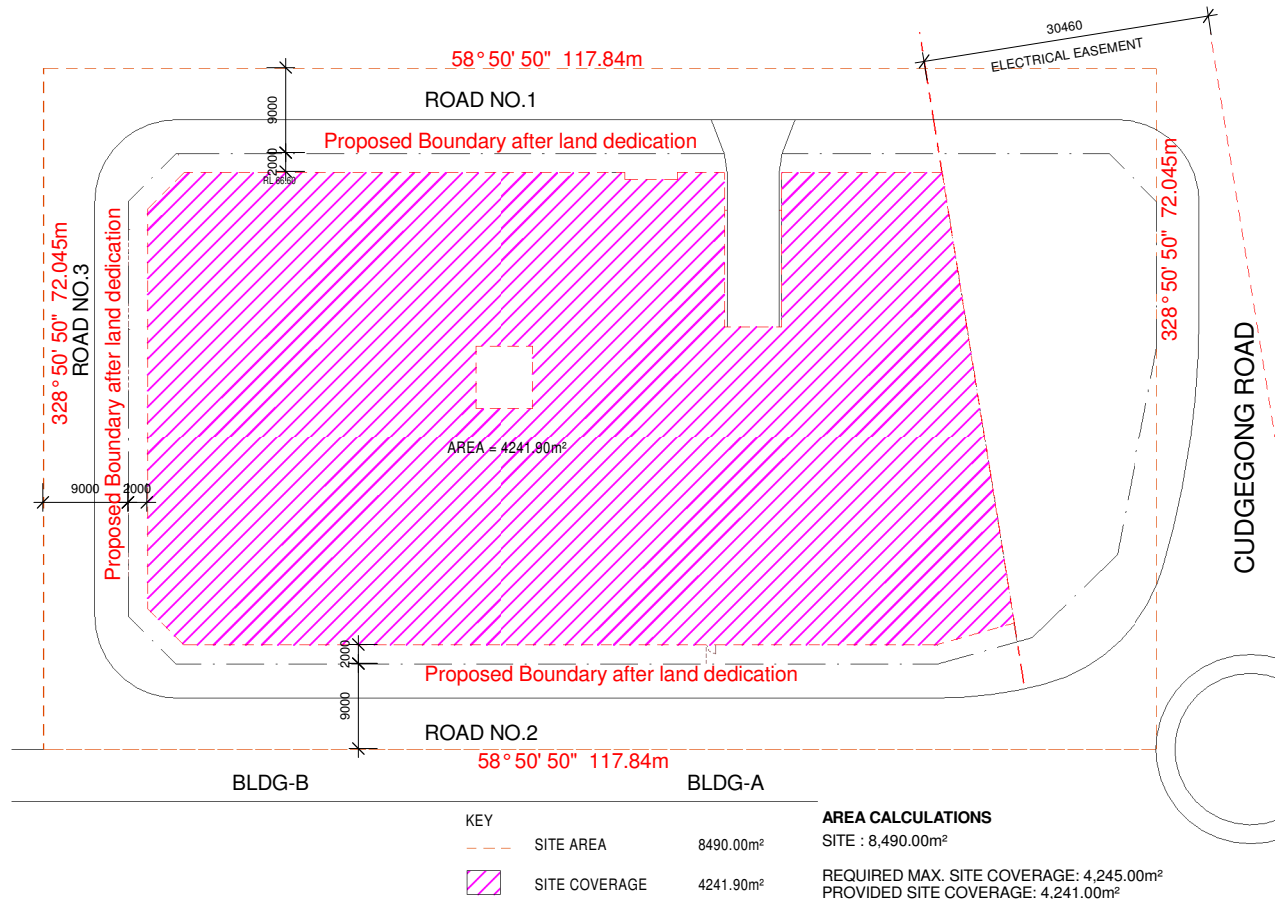 30460
ELECTRICAL EASEMENT
58° 50' 50" 117.84m
ROAD NO.1
9000
Proposed Boundary after land dedication
2000
RL 66.60
328° 50' 50" 72.045m
ROAD NO.3
Proposed Boundary after land dedication
328° 50' 50" 72.045m
CUDGEGONG ROAD
AREA = 4241.90m²
9000
2000
2000
Proposed Boundary after land dedication
9000
ROAD NO.2
58° 50' 50" 117.84m
BLDG-B
BLDG-A
KEY
SITE AREA 8490.00m²
SITE COVERAGE 4241.90m²
AREA CALCULATIONS
SITE : 8,490.00m²
REQUIRED MAX. SITE COVERAGE: 4,245.00m²
PROVIDED SITE COVERAGE: 4,241.00m²